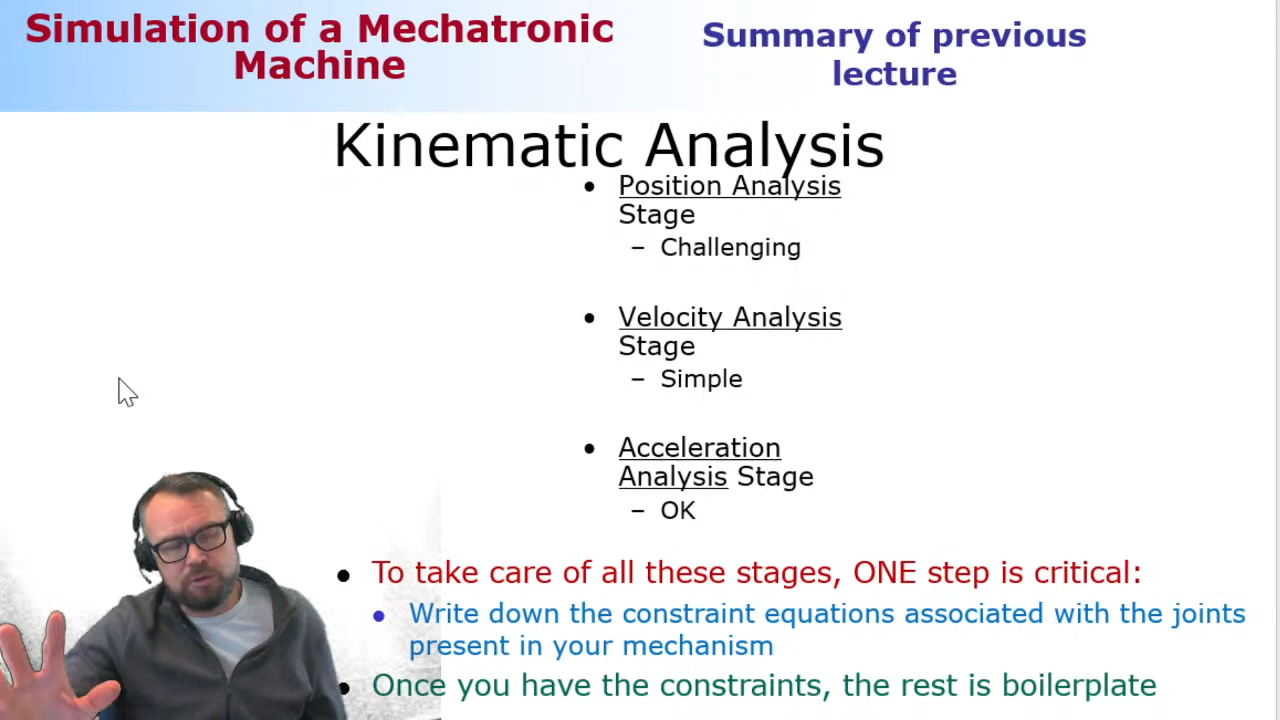 Simulation of a Mechatronic
Machine
Summary of previous
lecture
Kinematic Analysis
• Position Analysis
Stage
– Challenging
• Velocity Analysis
Stage
– Simple
• Acceleration
Analysis Stage
– OK
• To take care of all these stages, ONE step is critical:
• Write down the constraint equations associated with the joints
present in your mechanism
• Once you have the constraints, the rest is boilerplate